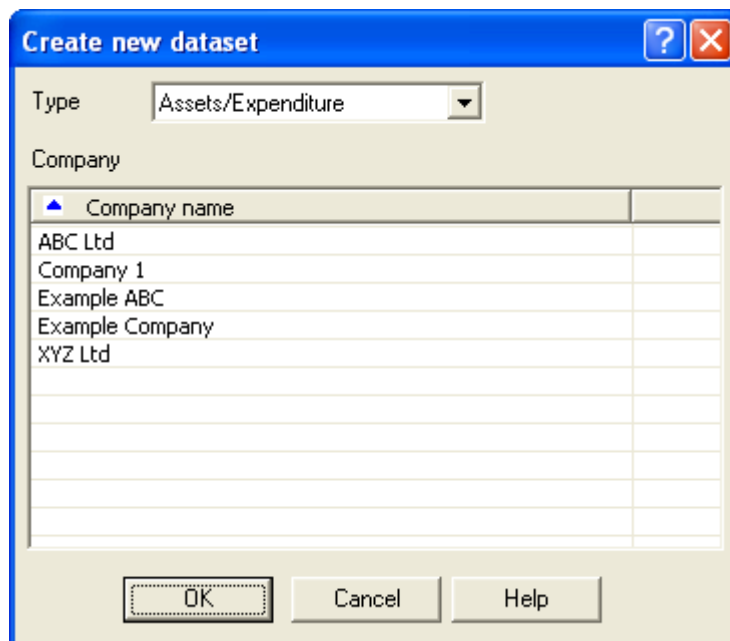 Create new dataset
Type Assets/Expenditure
Company
Company name
ABC Ltd
Company 1
Example ABC
Example Company
XYZ Ltd
OK Cancel Help